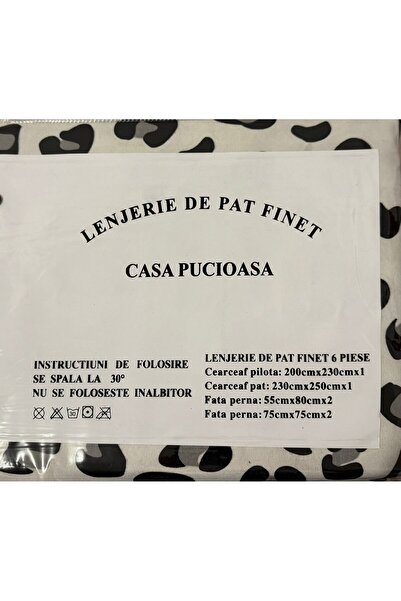 LENJERIE DE PAT FINET
CASA PUCIOASA
INSTRUCTIUNI DE FOLOSIRE
SE SPALA LA 30°
NU SE FOLOSESTE INALBITOR
LENJERIE DE PAT FINET 6 PIESE
Cearceaf pilota: 200cmx230cmx1
Cearceaf pat: 230cmx250cmx1
Fata perna: 55cmx80cmx2
Fata perna: 75cmx75cmx2